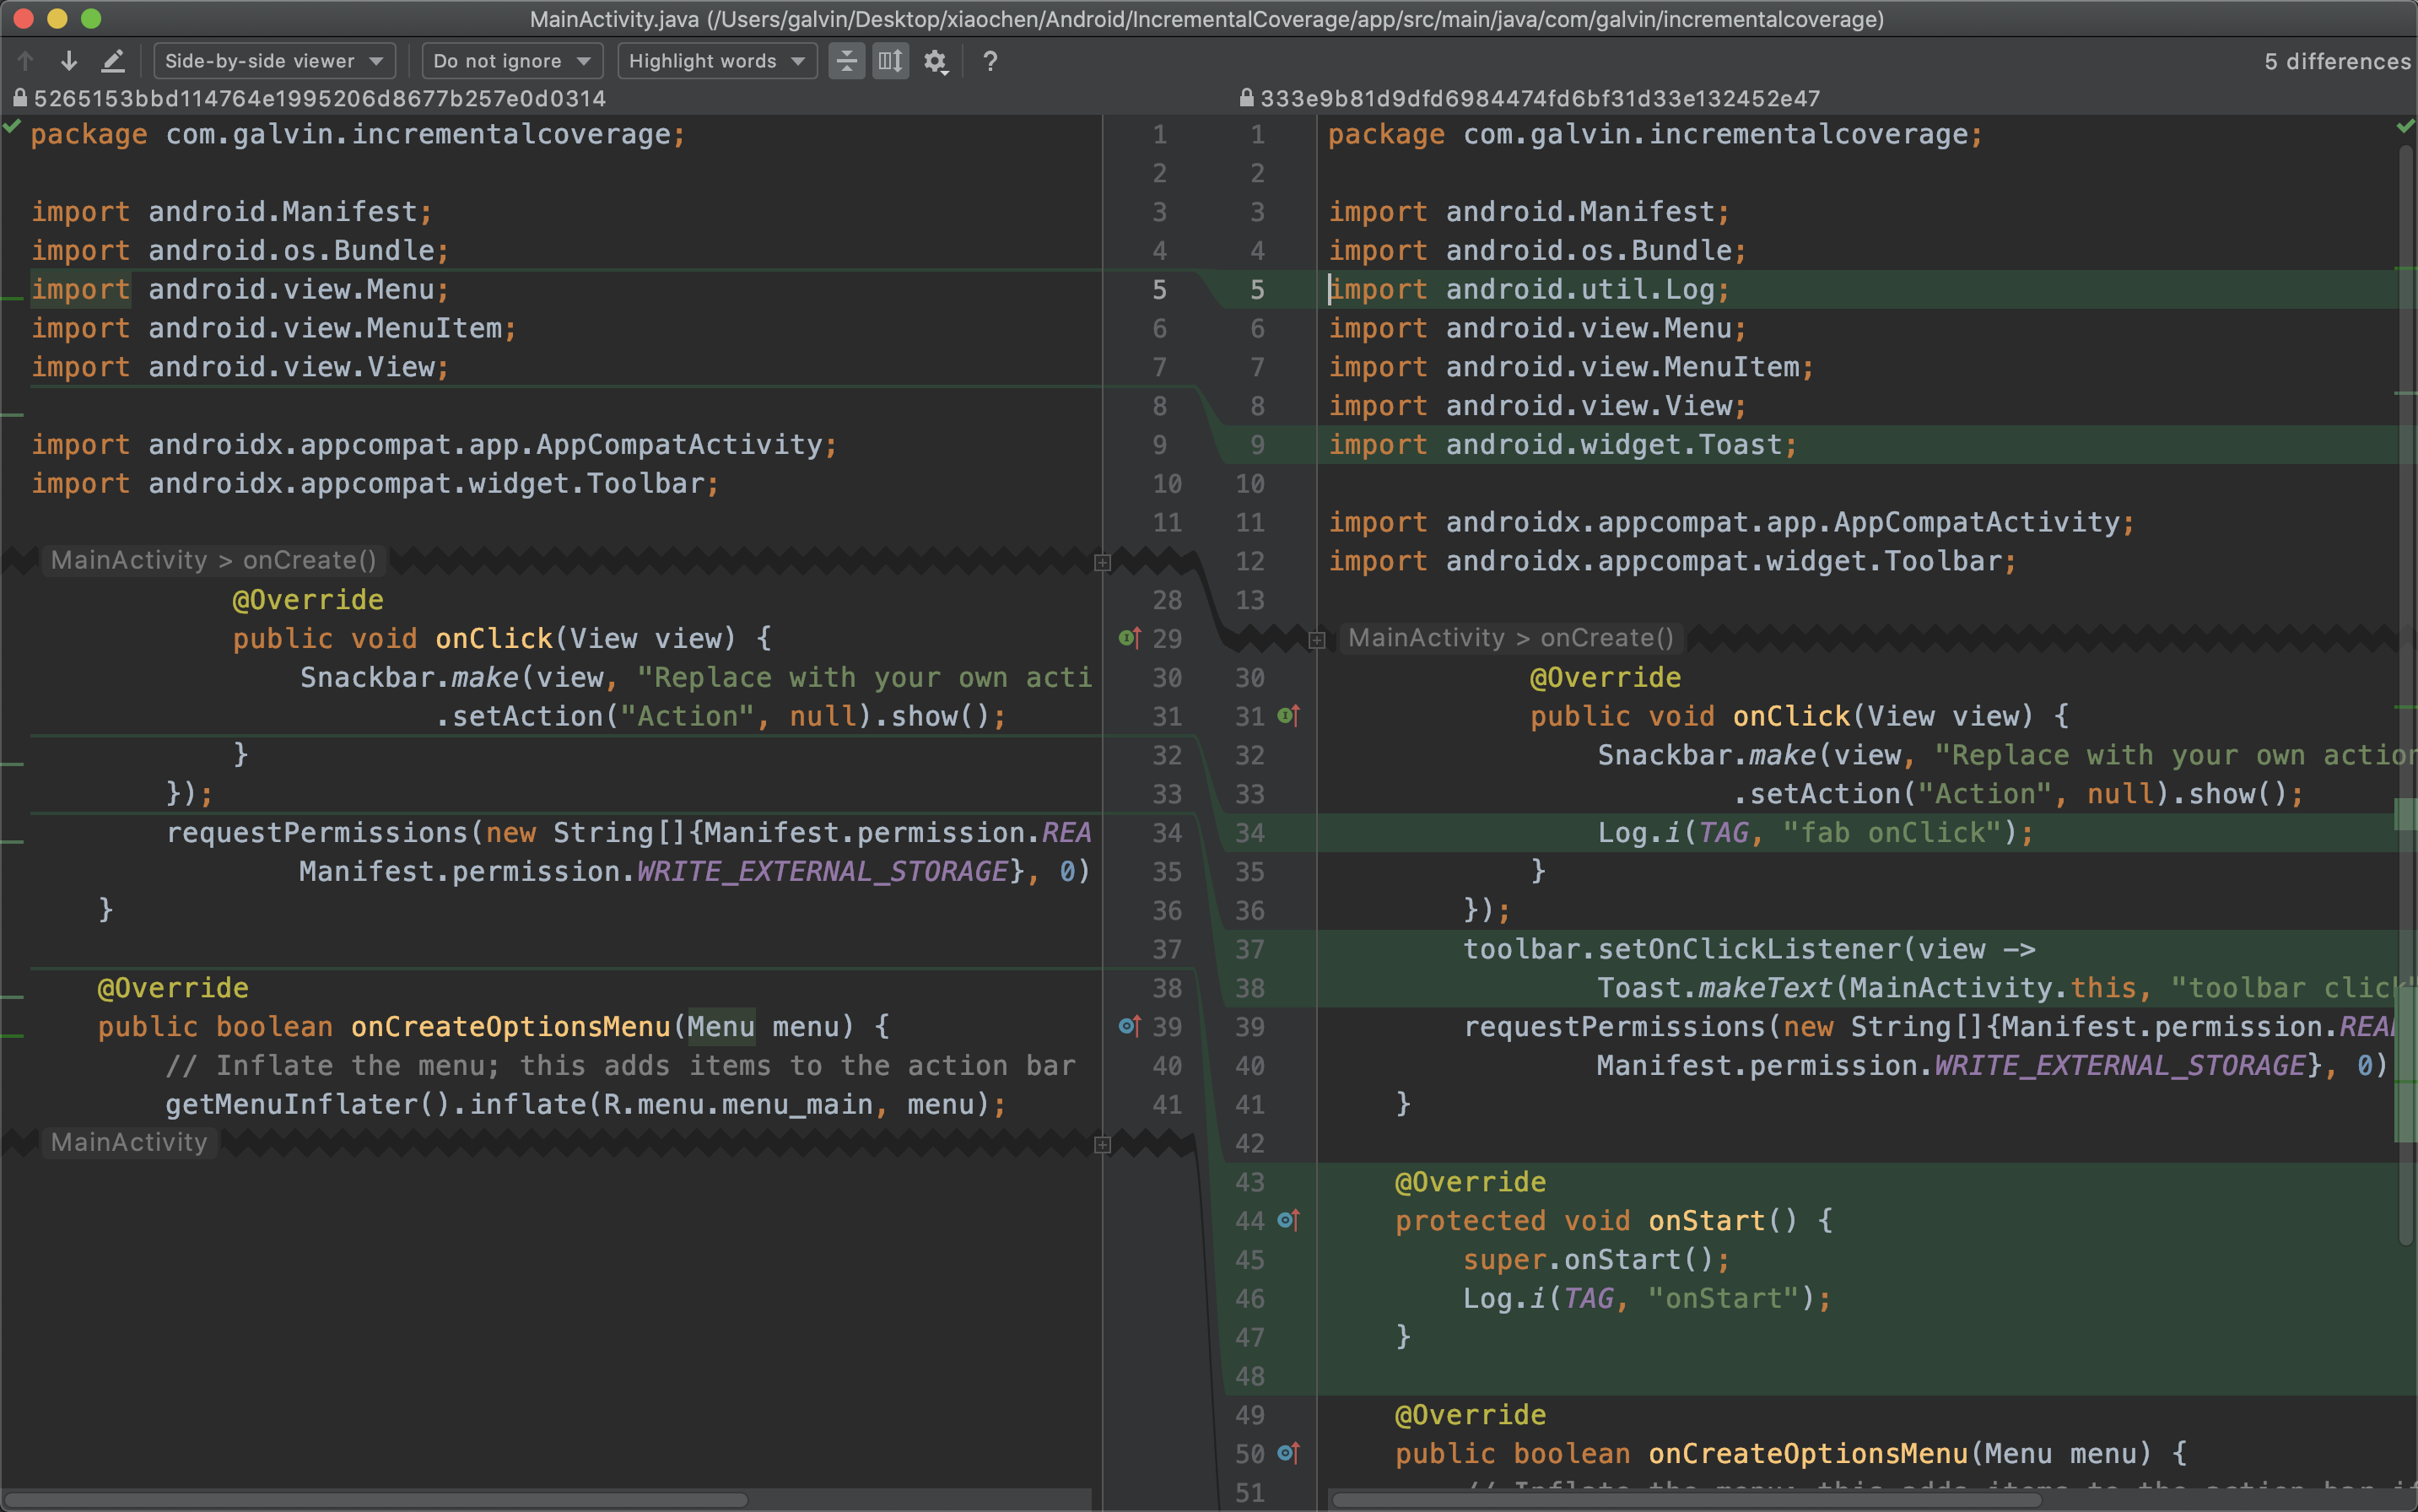 MainActivity.java (/Users/galvin/Desktop/xiaochen/Android/IncrementalCoverage/app/src/main/java/com/galvin/incrementalcoverage)
Side-by-side viewer Do not ignore Highlight words ? 5 differences
5265153bbd114764e1995206d8677b257e0d0314
package com.galvin.incrementalcoverage; 1
2
import android.Manifest; 3
import android.os.Bundle; 4
import android.view.Menu; 5
import android.view.MenuItem; 6
import android.view.View; 7
8
import androidx.appcompat.app.AppCompatActivity; 9
import androidx.appcompat.widget.Toolbar; 10
11
MainActivity > onCreate()
@Override 28
public void onClick(View view) { 29
Snackbar.make(view, "Replace with your own acti 30
.setAction("Action", null).show(); 31
} 32
}); 33
requestPermissions(new String[]{Manifest.permission.REA 34
Manifest.permission.WRITE_EXTERNAL_STORAGE}, 0) 35
} 36
37
@Override 38
public boolean onCreateOptionsMenu(Menu menu) { 39
// Inflate the menu; this adds items to the action bar 40
getMenuInflater().inflate(R.menu.menu_main, menu); 41
MainActivity
333e9b81d9dfd6984474fd6bf31d33e132452e47
1 package com.galvin.incrementalcoverage;
2
3 import android.Manifest;
4 import android.os.Bundle;
5 import android.util.Log;
6 import android.view.Menu;
7 import android.view.MenuItem;
8 import android.view.View;
9 import android.widget.Toast;
10
11 import androidx.appcompat.app.AppCompatActivity;
12 import androidx.appcompat.widget.Toolbar;
13
MainActivity > onCreate()
30 @Override
31 public void onClick(View view) {
32 Snackbar.make(view, "Replace with your own action
33 .setAction("Action", null).show();
34 Log.i(TAG, "fab onClick");
35 }
36 });
37 toolbar.setOnClickListener(view ->
38 Toast.makeText(MainActivity.this, "toolbar click"
39 requestPermissions(new String[]{Manifest.permission.READ
40 Manifest.permission.WRITE_EXTERNAL_STORAGE}, 0)
41 }
42
43 @Override
44 protected void onStart() {
45 super.onStart();
46 Log.i(TAG, "onStart");
47 }
48
49 @Override
50 public boolean onCreateOptionsMenu(Menu menu) {
51 // Inflate the menu; this adds items to the action bar if